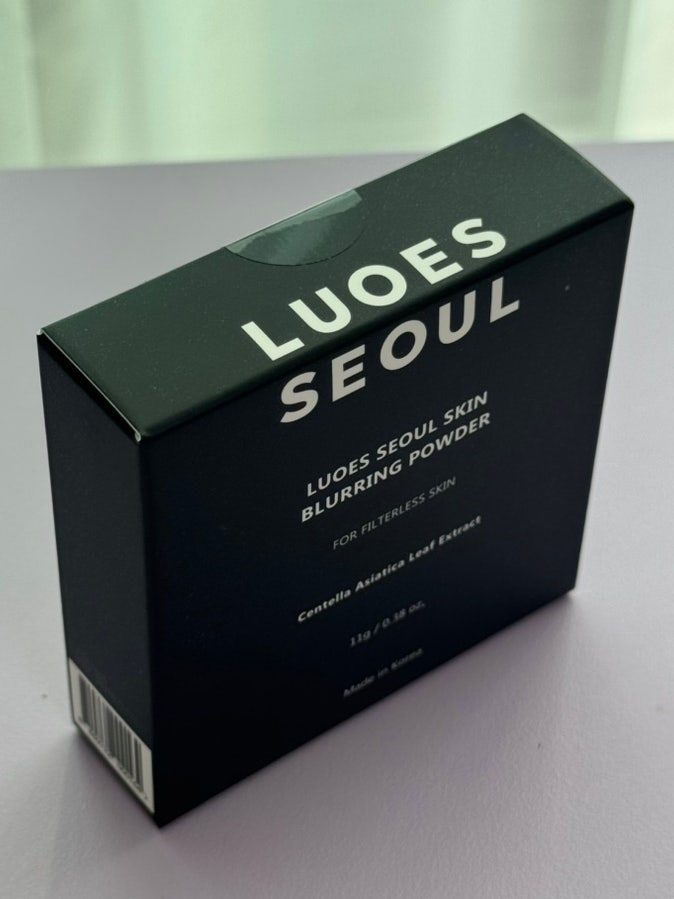 LUOES
SEOUL
LUOES SEOUL SKIN
BLURRING POWDER
FOR FILTERLESS SKIN
Centella Asiatica Leaf Extract
11g / 0.38 oz.
Made in Korea